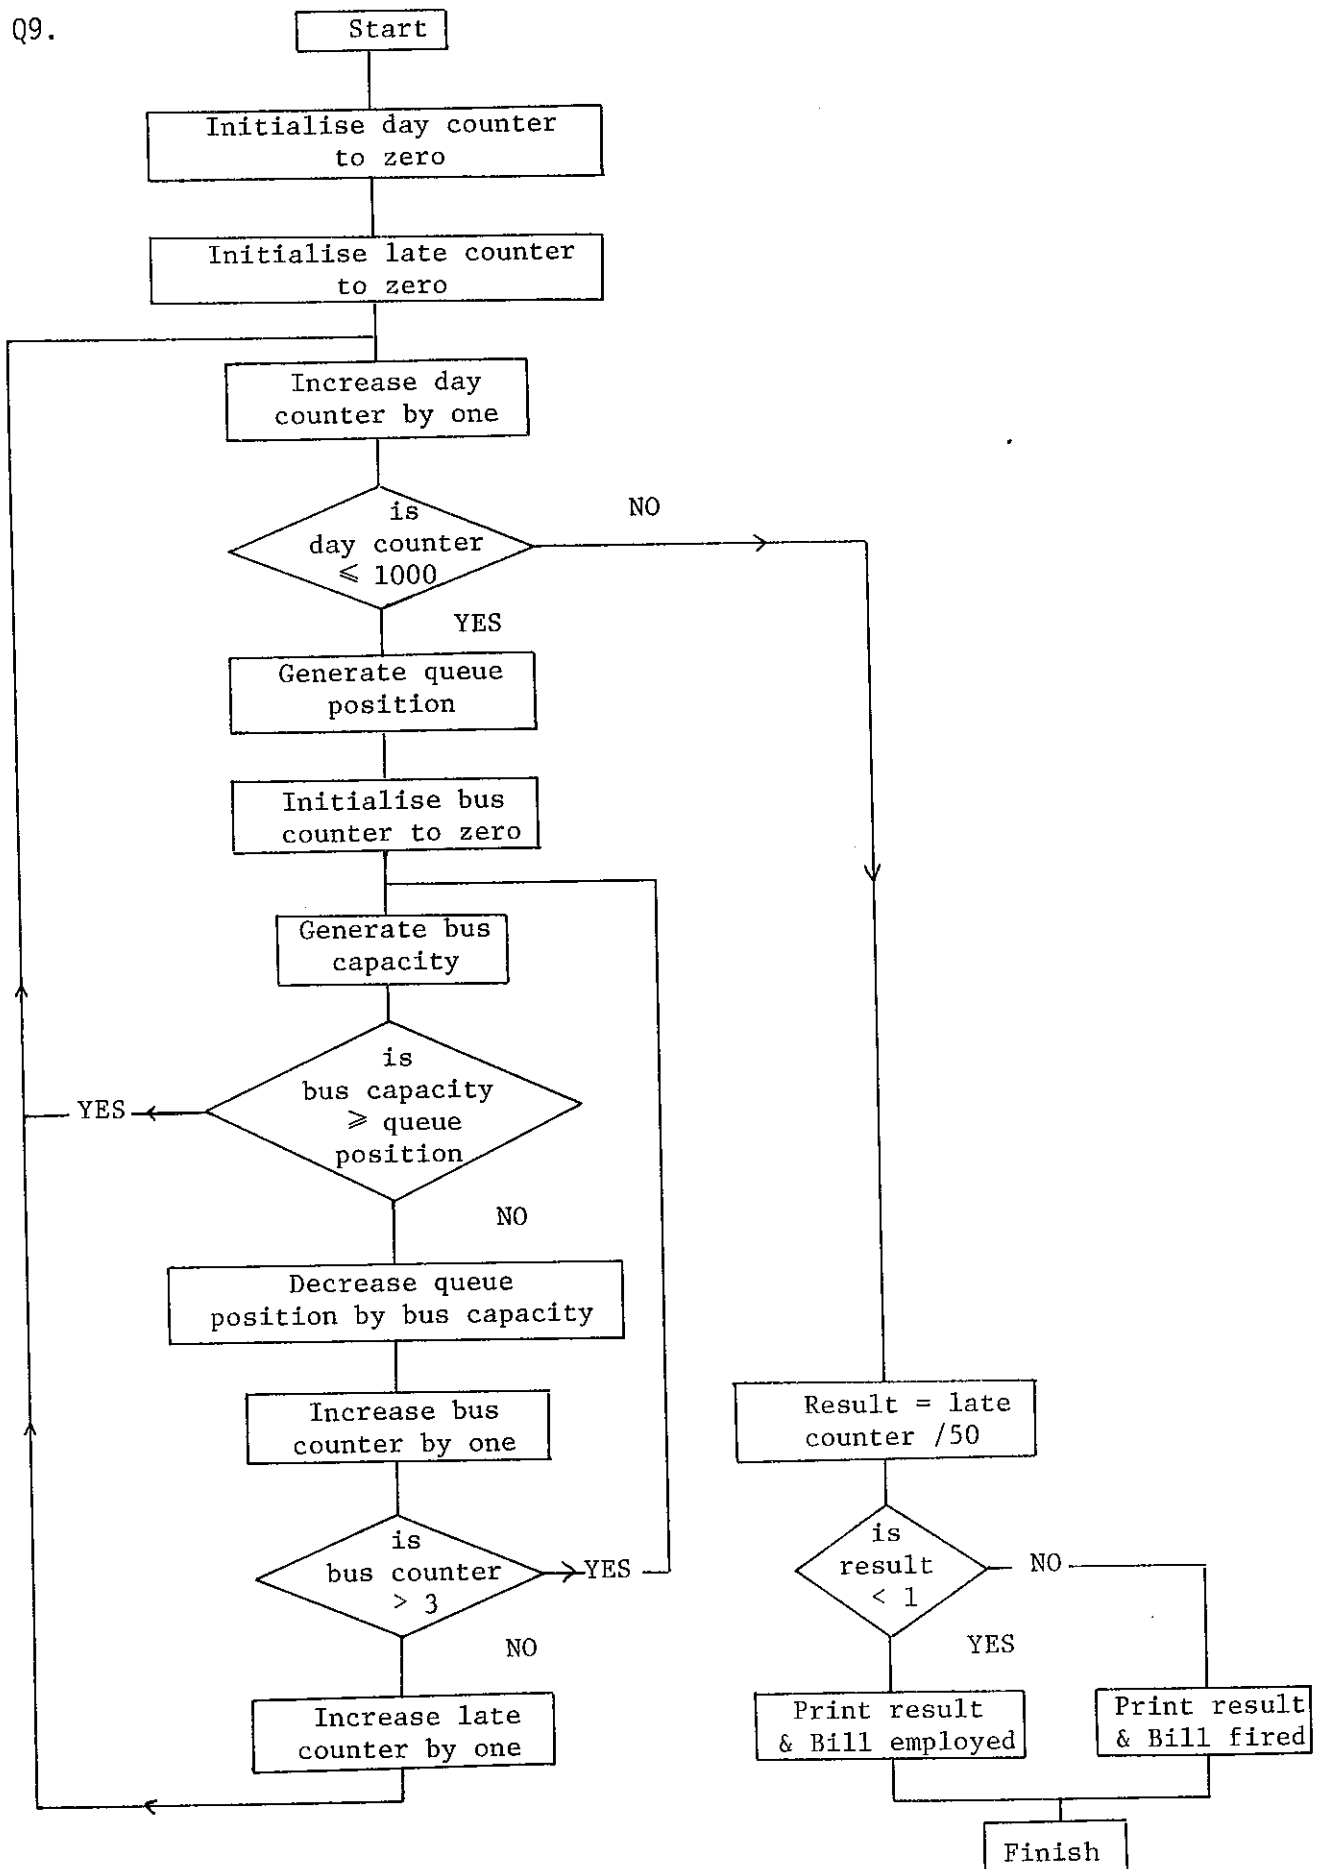 Q9.
Start
Initialise day counter
to zero
Initialise late counter
to zero
Increase day
counter by one
is
day counter
⩽ 1000
NO
YES
Generate queue
position
Initialise bus
counter to zero
Generate bus
capacity
is
bus capacity
⩾ queue
position
YES
NO
Decrease queue
position by bus capacity
Increase bus
counter by one
is
bus counter
> 3
YES
NO
Increase late
counter by one
Result = late
counter /50
is
result
< 1
NO
YES
Print result
& Bill employed
Print result
& Bill fired
Finish